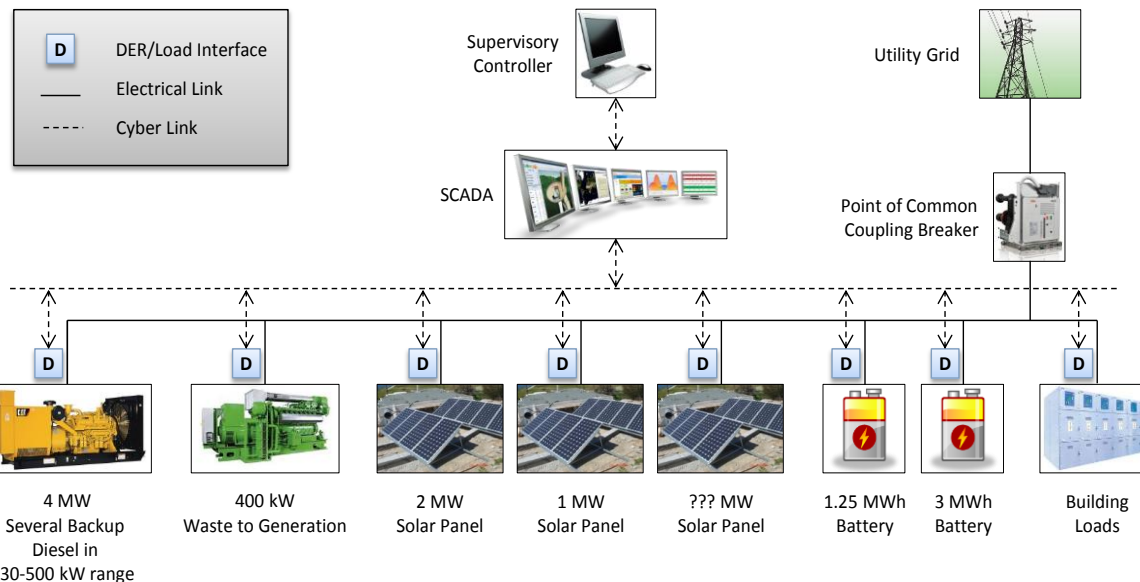 D
DER/Load Interface
Electrical Link
Cyber Link
Supervisory
Controller
Utility Grid
SCADA
Point of Common
Coupling Breaker
D
D
D
D
D
D
D
D
CAT
4 MW
Several Backup
Diesel in
30-500 kW range
400 kW
Waste to Generation
2 MW
Solar Panel
1 MW
Solar Panel
??? MW
Solar Panel
1.25 MWh
Battery
3 MWh
Battery
Building
Loads